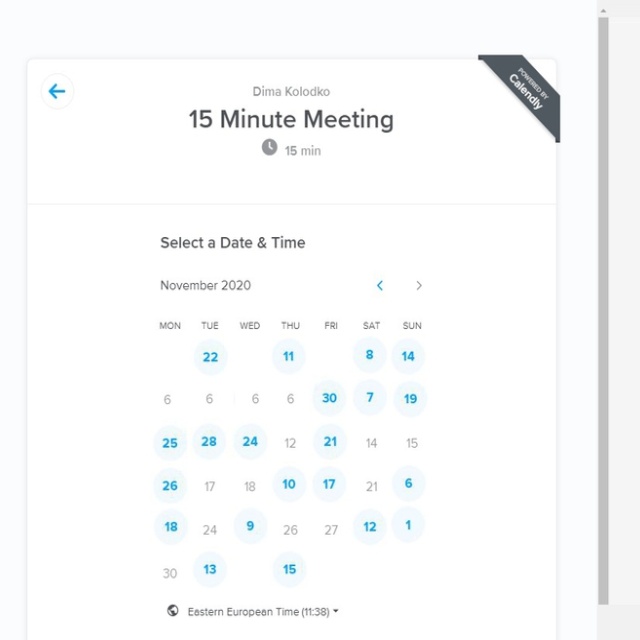 POWERED BY
Calendly
Dima Kolodko
15 Minute Meeting
15 min
Select a Date & Time
November 2020
MON TUE WED THU FRI SAT SUN
22 11 8 14
6 6 6 6 30 7 19
25 28 24 12 21 14 15
26 17 18 10 17 21 6
18 24 9 26 27 12 1
30 13 15
Eastern European Time (11:38)